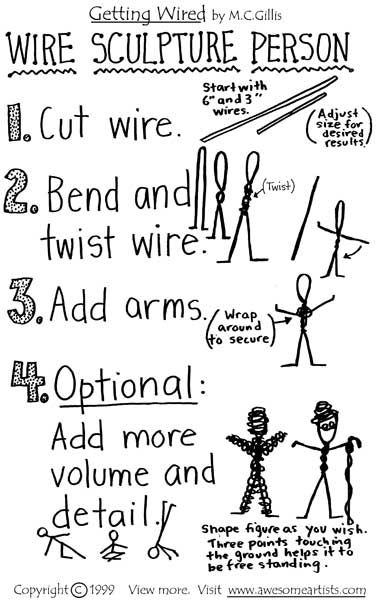 Getting Wired by M.C.Gillis
WIRE SCULPTURE PERSON
Start with
6" and 3"
wires.
(Adjust
size for
desired
results.)
1. Cut wire.
2. Bend and
twist wire.
(Twist)
3. Add arms.
(Wrap
around
to secure)
4. Optional:
Add more
volume and
detail.
Shape figure as you wish.
Three points touching
the ground helps it to
be free standing.
Copyright © 1999 View more. Visit www.awesomeartists.com